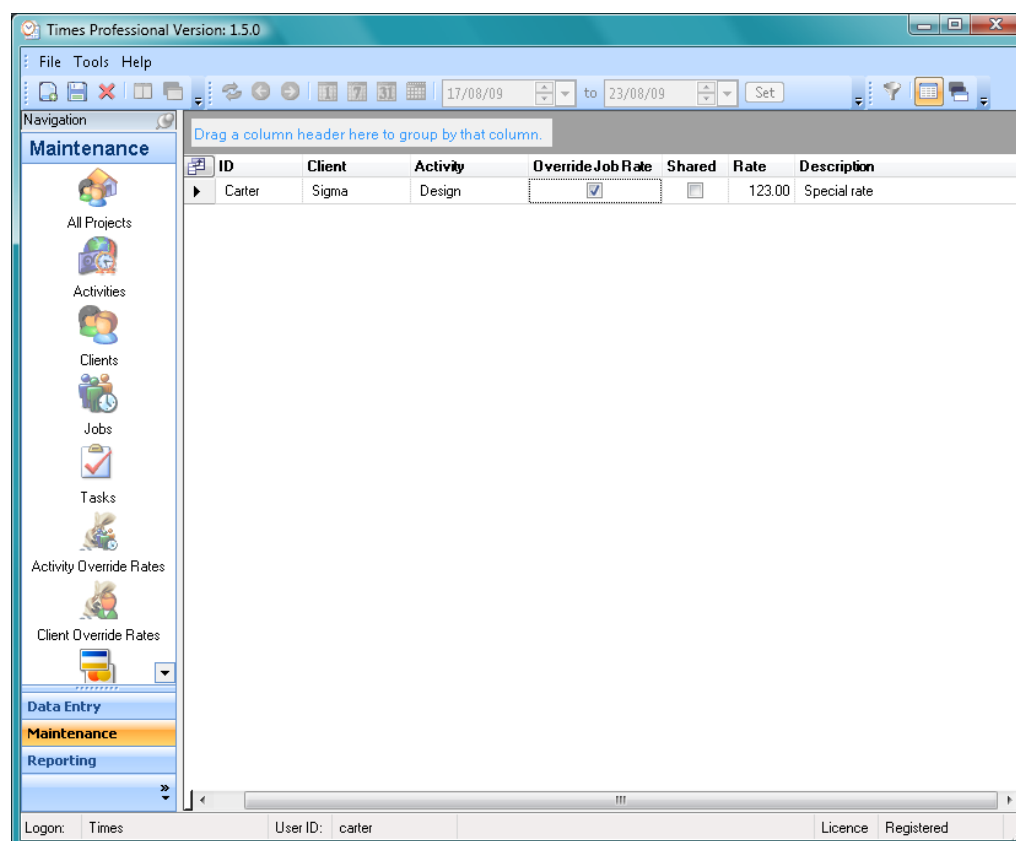 Times Professional Version: 1.5.0
File Tools Help
1 7 31 17/08/09 to 23/08/09 Set
Navigation
Maintenance
Drag a column header here to group by that column.
ID Client Activity Override Job Rate Shared Rate Description
Carter Sigma Design 123.00 Special rate
All Projects
Activities
Clients
Jobs
Tasks
Activity Override Rates
Client Override Rates
Data Entry
Maintenance
Reporting
Logon: Times User ID: carter Licence Registered